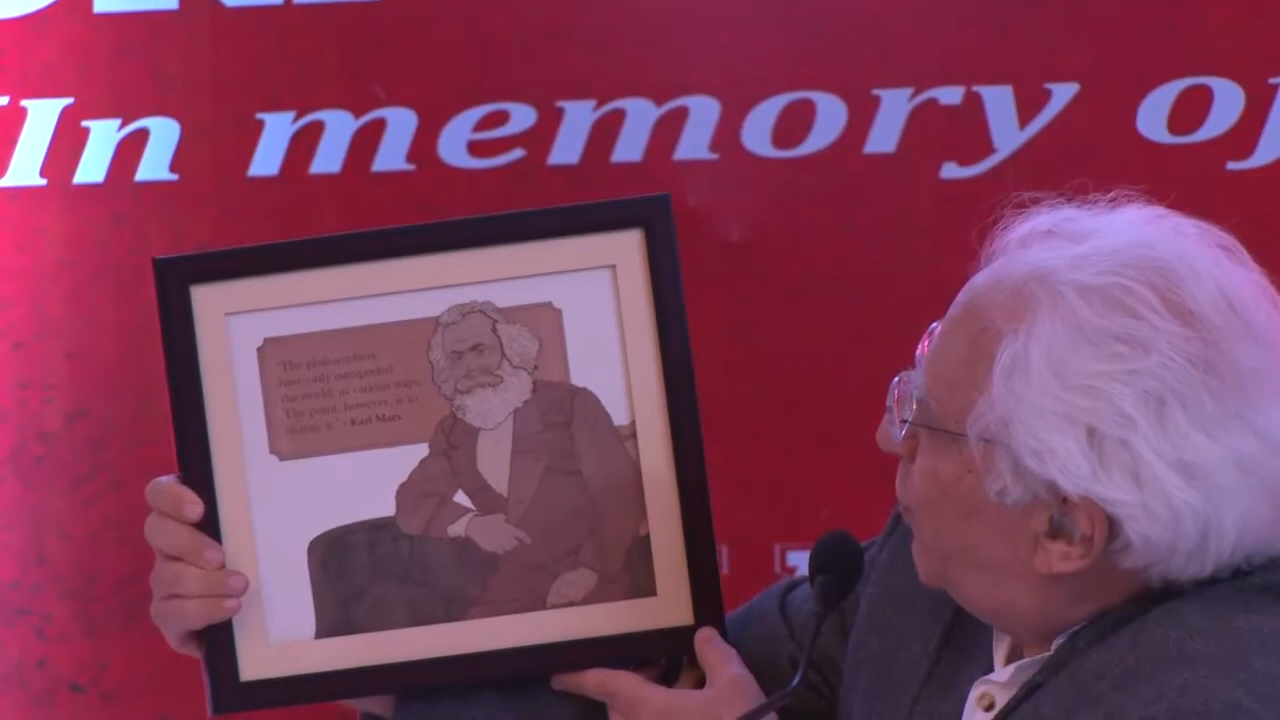 In memory of
"The philosophers
have only interpreted
the world, in various ways.
The point, however, is to
change it." - Karl Marx